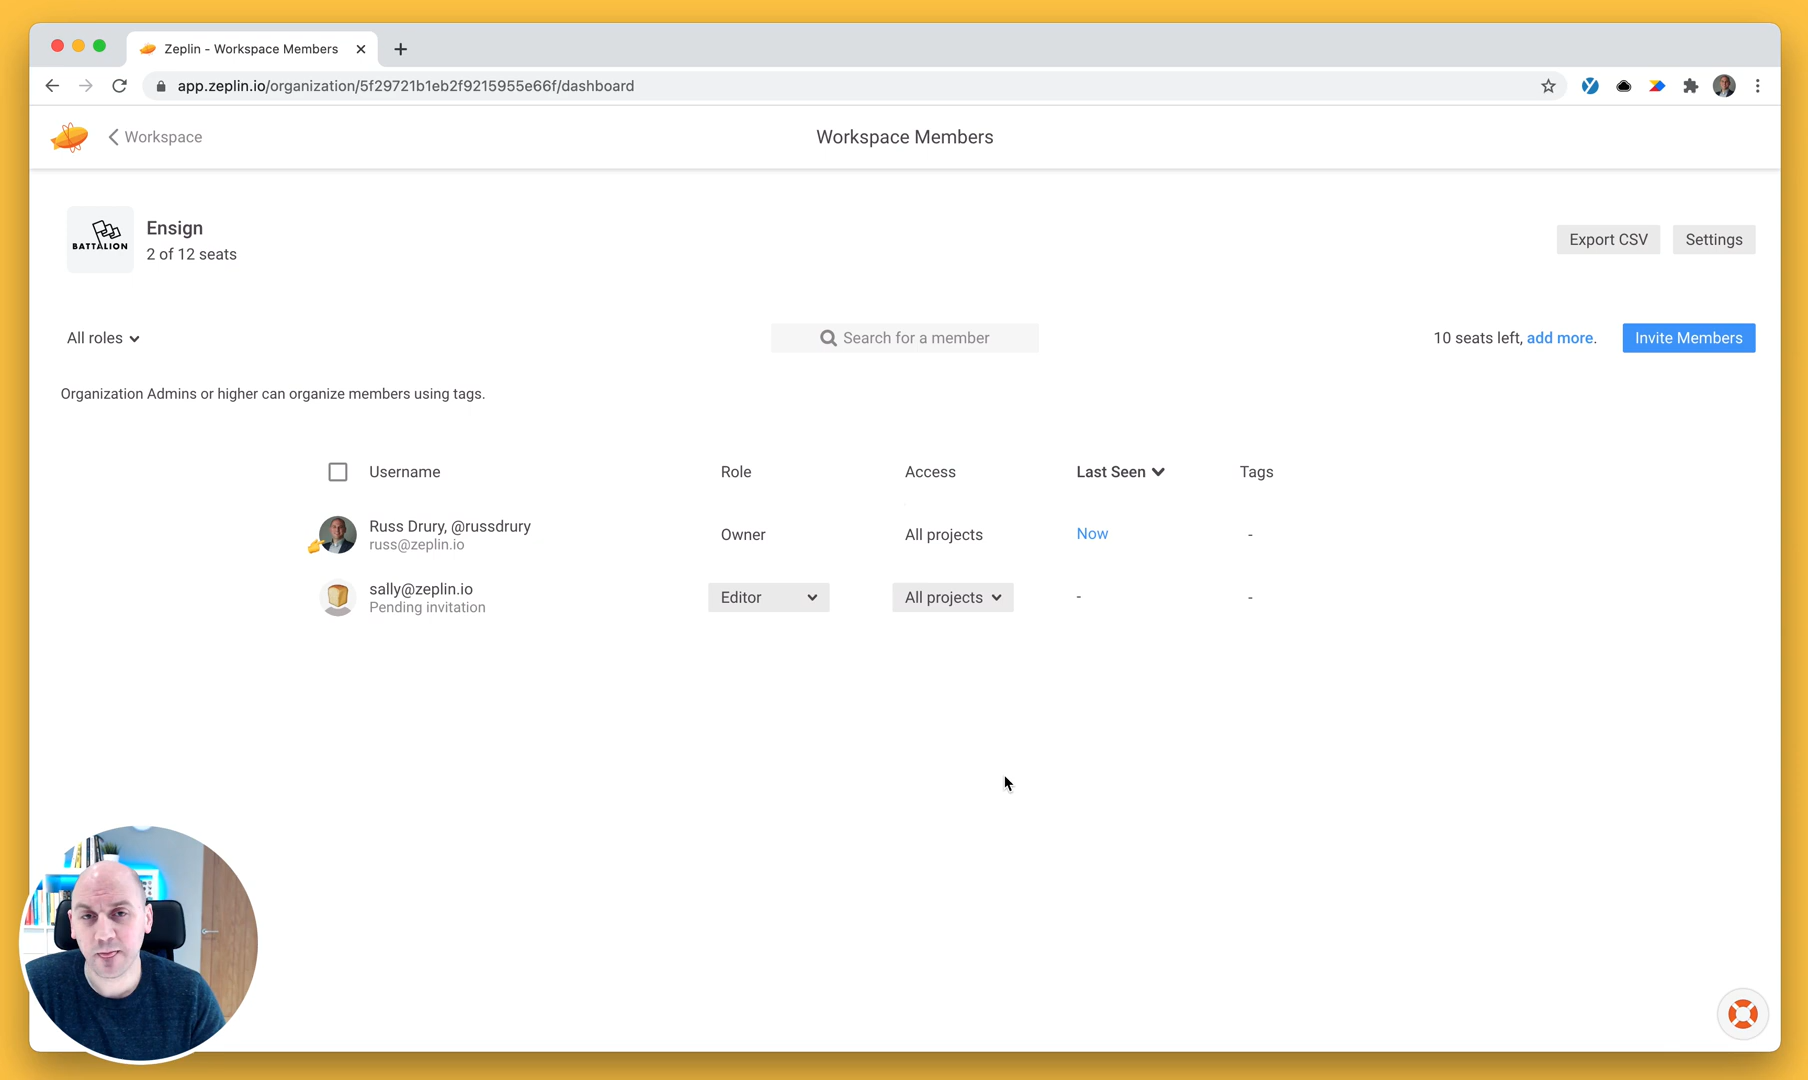 Zeplin - Workspace Members
app.zeplin.io/organization/5f29721b1eb2f9215955e66f/dashboard
Workspace
Workspace Members
BATTALION
Ensign
2 of 12 seats
Export CSV
Settings
All roles
Search for a member
10 seats left, add more.
Invite Members
Organization Admins or higher can organize members using tags.
Username Role Access Last Seen Tags
Russ Drury, @russdrury
russ@zeplin.io
Owner
All projects
Now
-
sally@zeplin.io
Pending invitation
Editor
All projects
-
-